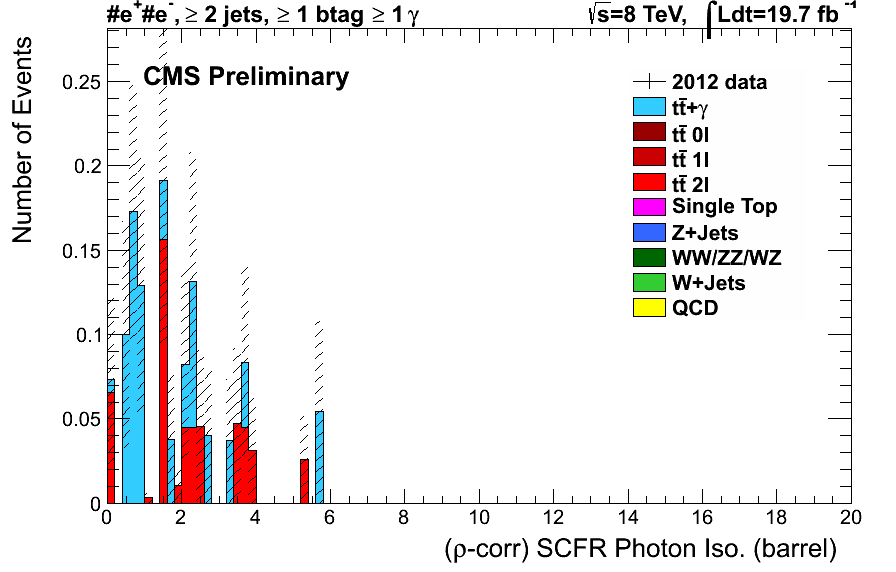 #e+#e-, ≥ 2 jets, ≥ 1 btag ≥ 1 γ
√s=8 TeV, ∫Ldt=19.7 fb-1
CMS Preliminary
2012 data
tt̄+γ
tt̄ 0l
tt̄ 1l
tt̄ 2l
Single Top
Z+Jets
WW/ZZ/WZ
W+Jets
QCD
Number of Events
0.25
0.2
0.15
0.1
0.05
0
0 2 4 6 8 10 12 14 16 18 20
(ρ-corr) SCFR Photon Iso. (barrel)